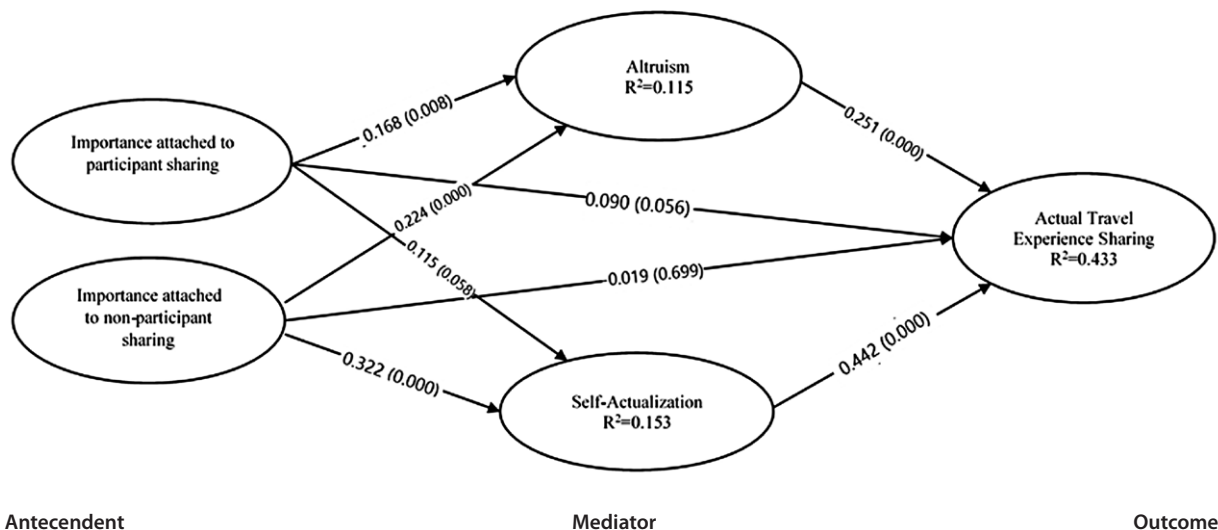 Altruism
R²=0.115
Importance attached to
participant sharing
0.168 (0.008)
0.251 (0.000)
0.224 (0.000)
0.090 (0.056)
0.115 (0.058)
Actual Travel
Experience Sharing
R²=0.433
Importance attached
to non-participant
sharing
0.019 (0.699)
0.322 (0.000)
0.442 (0.000)
Self-Actualization
R²=0.153
Antecendent
Mediator
Outcome